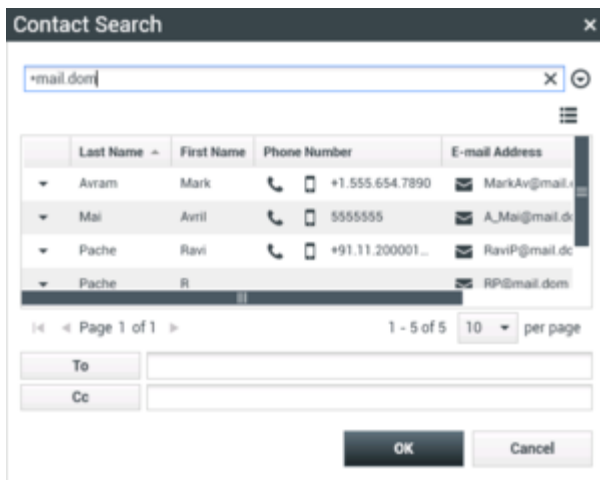 Contact Search
*mail.dom
Last Name First Name Phone Number E-mail Address
Avram Mark +1.555.654.7890 MarkAv@mail.
Mai Avril 5555555 A_Mai@mail.do
Pache Ravi +91.11.200001... RaviP@mail.dc
Pache R RP@mail.dom
Page 1 of 1 1 - 5 of 5 10 per page
To
Cc
OK Cancel